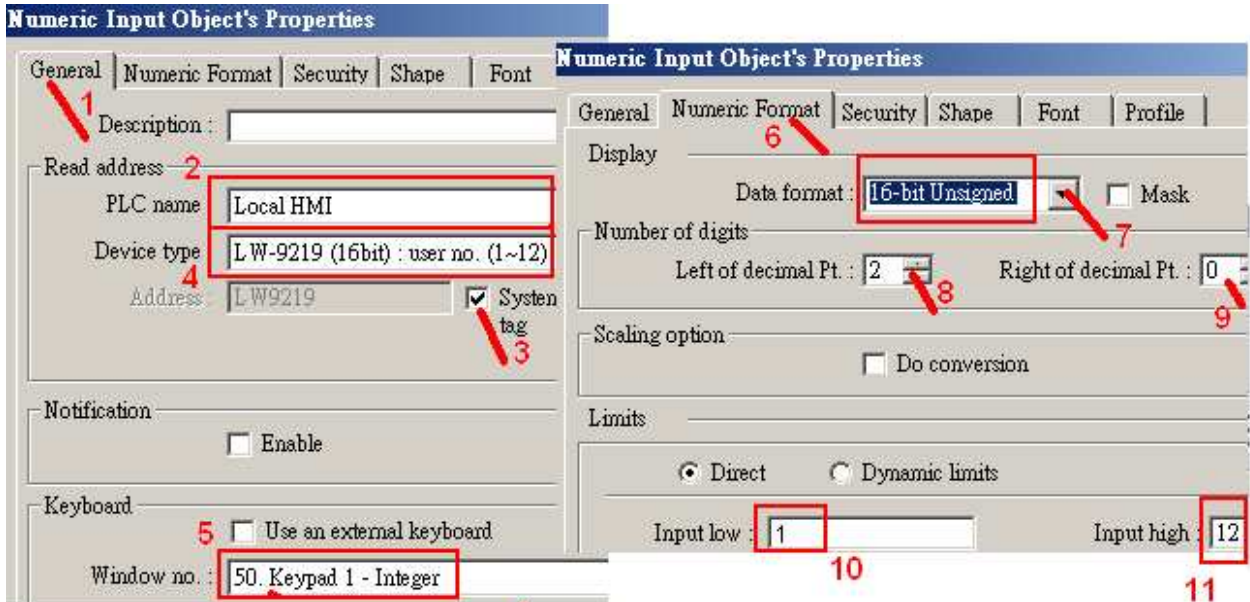 Numeric Input Object's Properties
General Numeric Format Security Shape Font
1
Description :
Read address 2
PLC name Local HMI
Device type LW-9219 (16bit) : user no. (1~12)
4
Address : LW9219 System
tag
3
Notification
Enable
Keyboard
5 Use an external keyboard
Window no. : 50. Keypad 1 - Integer
Numeric Input Object's Properties
General Numeric Format Security Shape Font Profile
6
Display
Data format : 16-bit Unsigned Mask
7
Number of digits
Left of decimal Pt. : 2 Right of decimal Pt. : 0
8
9
Scaling option
Do conversion
Limits
Direct Dynamic limits
Input low : 1 Input high : 12
10
11